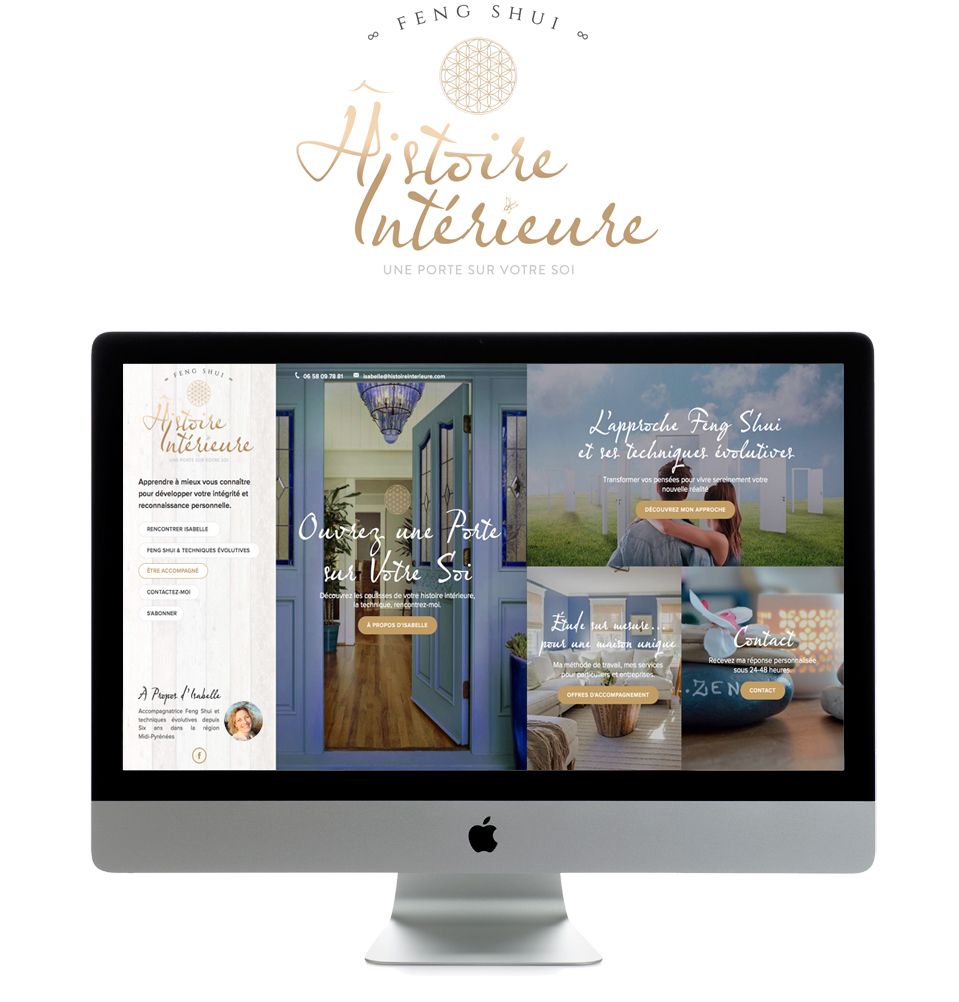 ∞ FENG SHUI ∞
Ĥistoire
Intérieure
UNE PORTE SUR VOTRE SOI
FENG SHUI
Ĥistoire
Intérieure
UNE PORTE SUR VOTRE SOI
Apprendre à mieux vous connaître
pour développer votre intégrité et
reconnaissance personnelle.
RENCONTRER ISABELLE
FENG SHUI & TECHNIQUES ÉVOLUTIVES
ÊTRE ACCOMPAGNÉ
CONTACTEZ-MOI
S'ABONNER
À Propos d'Isabelle
Accompagnatrice Feng Shui et
techniques évolutives depuis
Six ans dans la région
Midi-Pyrénées
f
06 58 09 78 81 isabelle@histoireinterieure.com
Ouvrez une Porte
sur Votre Soi
Découvrez les coulisses de votre histoire intérieure,
la technique, rencontrez-moi.
À PROPOS D'ISABELLE
L'approche Feng Shui
et ses techniques évolutives
Transformer vos pensées pour vivre sereinement votre
nouvelle réalité
DÉCOUVREZ MON APPROCHE
Étude sur mesure...
pour une maison unique
Ma méthode de travail, mes services
pour particuliers et entreprises.
OFFRES D'ACCOMPAGNEMENT
Contact
Recevez ma réponse personnalisée
sous 24-48 heures.
CONTACT
ZEN